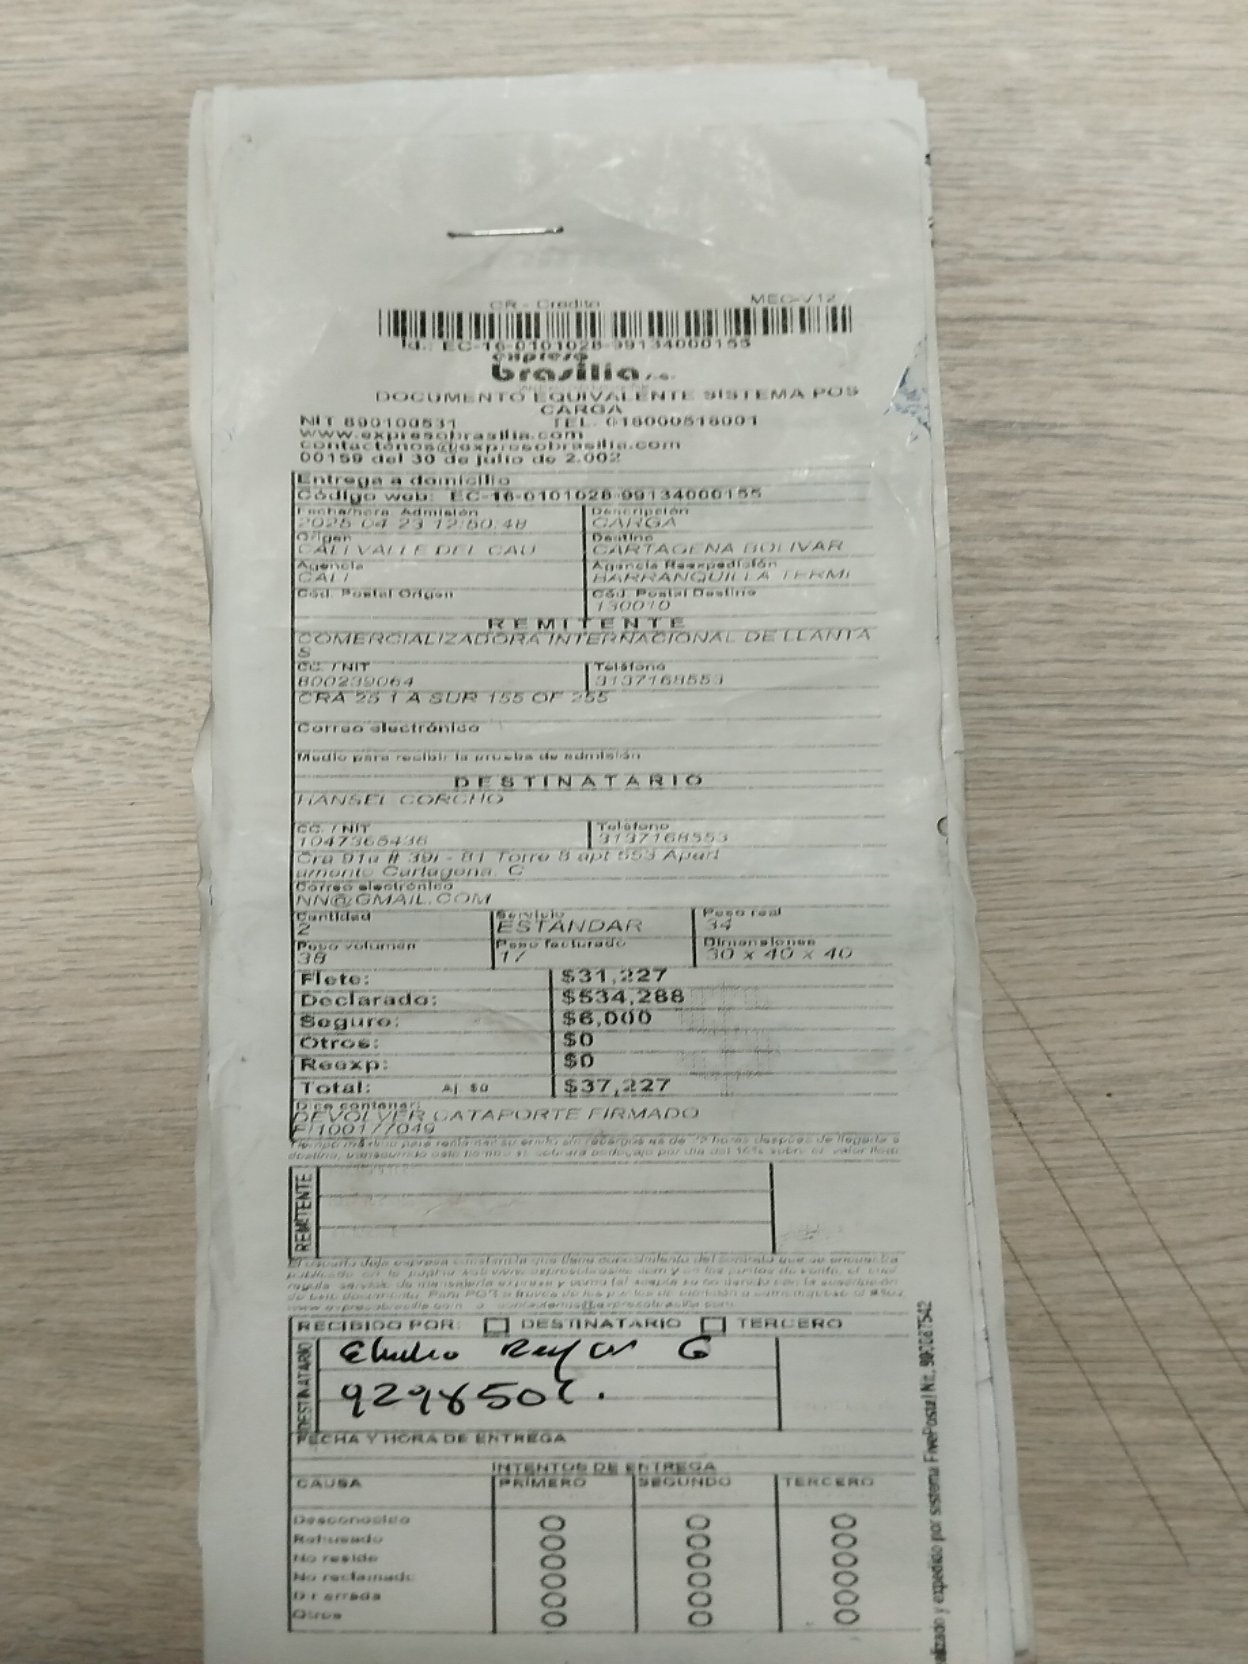 CR - Credito MEC-V12
Id.: EC-16-0101028-99134000155
expreso
brasilia s.a.
DOCUMENTO EQUIVALENTE SISTEMA POS
CARGA
NIT 890100531 TEL. 018000518001
www.expresobrasilia.com
contactenos@expresobrasilia.com
00159 del 30 de julio de 2.002
Entrega a domicilio
Código web: EC-16-0101028-99134000155
Fecha/hora Admisión Descripción
2025-04-23 12:50:48 CARGA
Origen Destino
CALI VALLE DEL CAU CARTAGENA BOLIVAR
Agencia Agencia Reexpedición
CALI BARRANQUILLA TERMI
Cód. Postal Origen Cód. Postal Destino
130010
REMITENTE
COMERCIALIZADORA INTERNACIONAL DE LLANTA
S
CC. / NIT Teléfono
800239064 3137168553
CRA 25 1 A SUR 155 OF 255
Correo electrónico
Medio para recibir la prueba de admisión
DESTINATARIO
HANSEL CORCHO
CC. / NIT Teléfono
1047365436 3137168553
Cra 91a # 39i - 81 Torre 8 apt 553 Apart
amento Cartagena, C
Correo electrónico
NN@GMAIL.COM
Cantidad Servicio Peso real
2 ESTANDAR 34
Peso volumen Peso facturado Dimensiones
38 17 30 x 40 x 40
Flete: $31,227
Declarado: $534,288
Seguro: $6,000
Otros: $0
Reexp: $0
Total: Aj $0 $37,227
Dice contener:
DEVOLVER CATAPORTE FIRMADO
100177049
REMITENTE
RECIBIDO POR: DESTINATARIO TERCERO
DESTINATARIO
FECHA Y HORA DE ENTREGA
INTENTOS DE ENTREGA
CAUSA PRIMERO SEGUNDO TERCERO
Desconocido
Rehusado
No reside
No reclamado
Dir errada
Otros